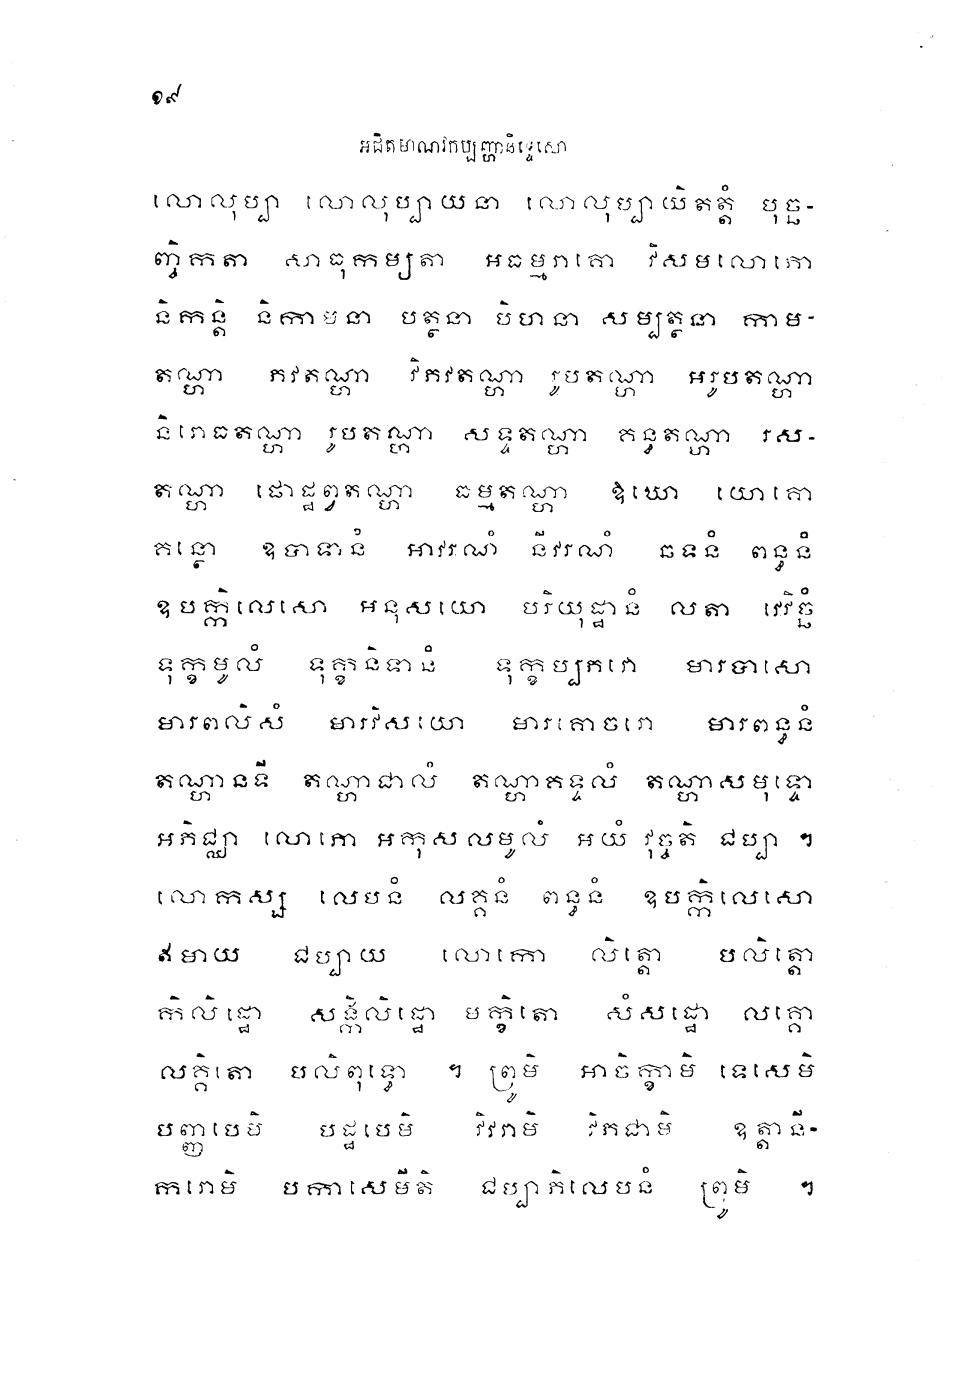 ១៩
អជិតមាណវកប្បញ្ហានិទ្ទេសោ
លោលុប្បា លោលុប្បាយនា លោលុប្បាយិតត្តំ បុច្ឆ-
ញ្ចិកតា សាធុកម្យតា អធម្មរាគោ វិសមលោភោ
និកន្តិ និកាមនា បត្ថនា បិហនា សម្បត្ថនា កាម-
តណ្ហា ភវតណ្ហា វិភវតណ្ហា រូបតណ្ហា អរូបតណ្ហា
និរោធតណ្ហា រូបតណ្ហា សទ្ទតណ្ហា គន្ធតណ្ហា រស-
តណ្ហា ផោដ្ឋព្វតណ្ហា ធម្មតណ្ហា ឱឃោ យោគោ
គន្ថោ ឧបាទានំ អាវរណំ នីវរណំ ឆទនំ ពន្ធនំ
ឧបក្កិលេសោ អនុសយោ បរិយុដ្ឋានំ លតា វេវិច្ឆំ
ទុក្ខមូលំ ទុក្ខនិទានំ ទុក្ខប្បភវោ មារបាសោ
មារពលិសំ មារវិសយោ មារគោចរោ មារពន្ធនំ
តណ្ហានទី តណ្ហាជាលំ តណ្ហាគទ្ទុលំ តណ្ហាសមុទ្ទោ
អភិជ្ឈា លោភោ អកុសលមូលំ អយំ វុច្ចតិ ជប្បា ។
លោកស្ស លេបនំ លគ្គនំ ពន្ធនំ ឧបក្កិលេសោ
ឥមាយ ជប្បាយ លោកោ លិត្តោ បលិត្តោ
កិលិដ្ឋោ សង្កិលិដ្ឋោ មក្ខិតោ សំសដ្ឋោ លគ្គោ
លគ្គិតោ បលិពុទ្ធោ ។ ព្រូមិ អាចិក្ខាមិ ទេសេមិ
បញ្ញបេមិ បដ្ឋបេមិ វិវរាមិ វិភជាមិ ឧត្តានី-
ករោមិ បកាសេមីតិ ជប្បាភិលេបនំ ព្រូមិ ។